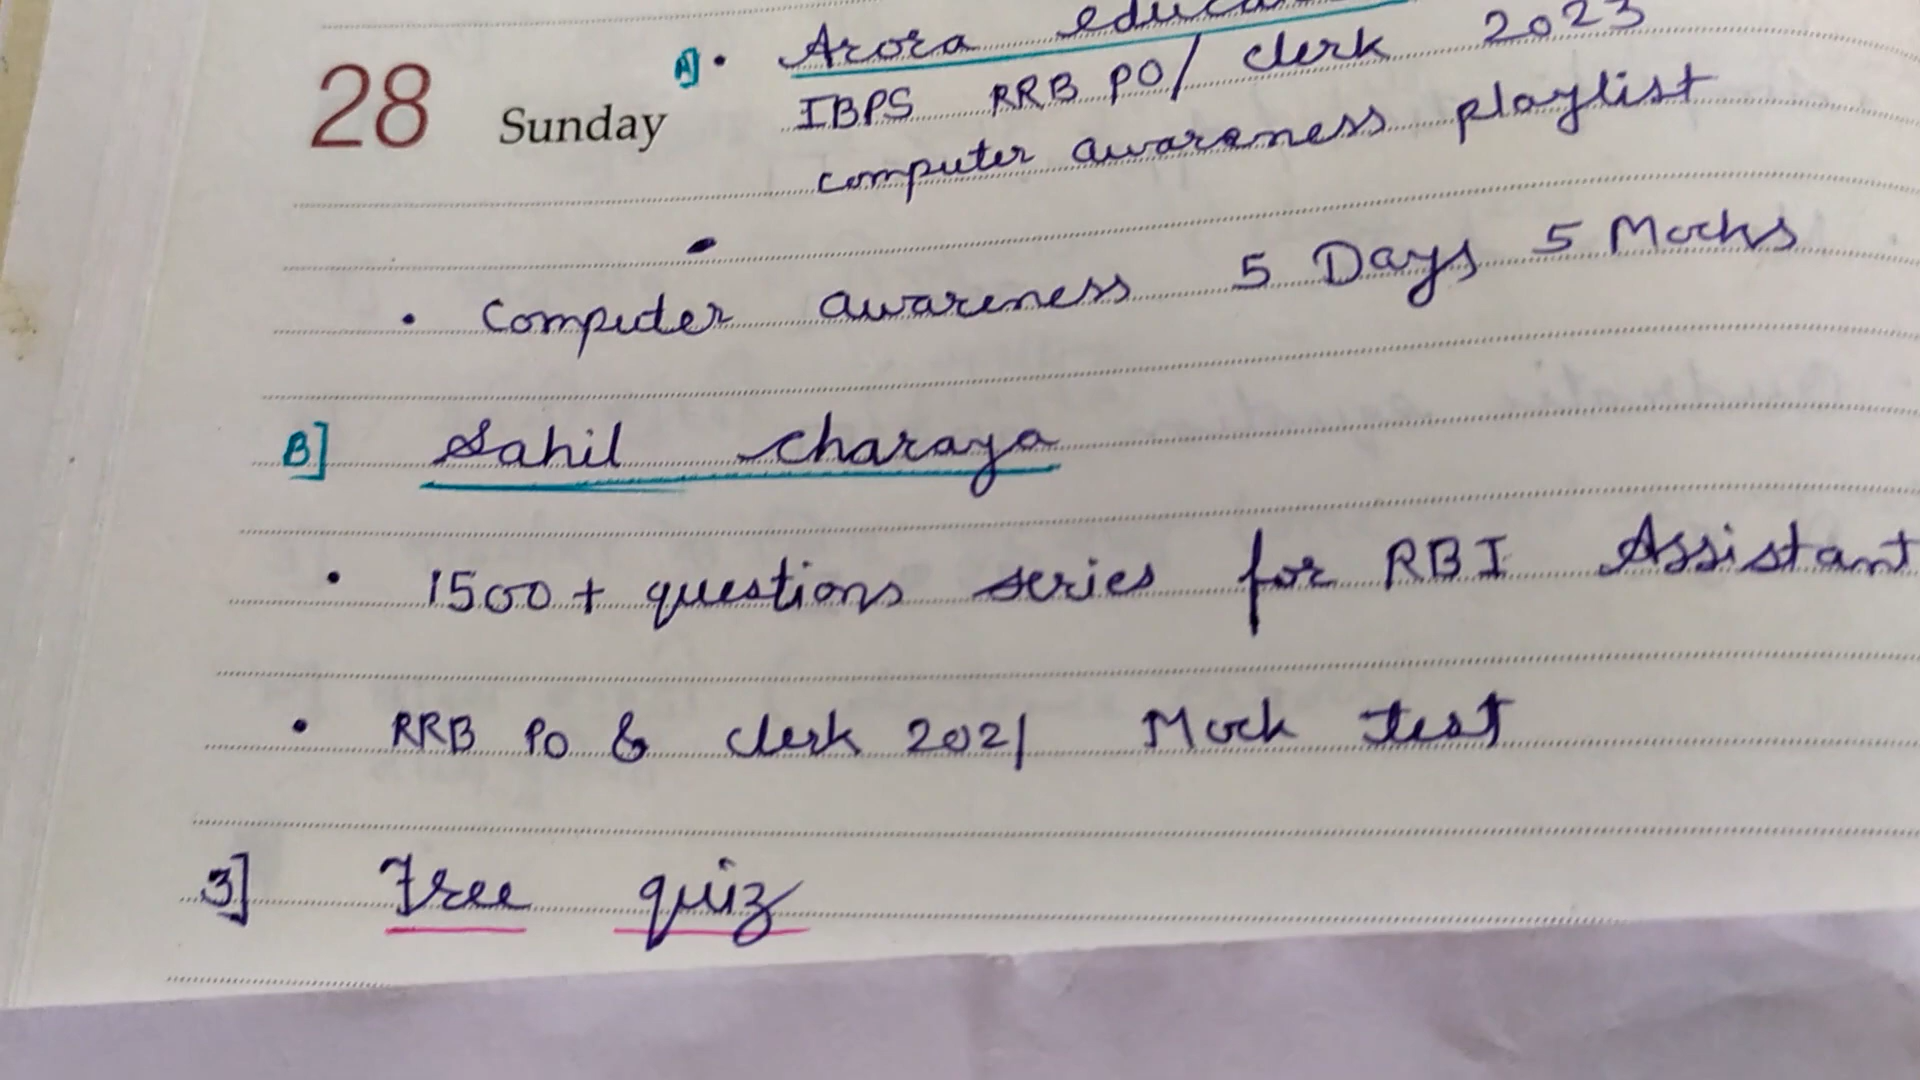 A] • Arora educa
IBPS RRB PO/ clerk 2023
28 Sunday
computer awareness playlist
• Computer awareness 5 Days 5 Mocks
B] Sahil charaya
• 1500+ questions series for RBI Assistant
• RRB PO & clerk 2021 Mock test
3] Free quiz